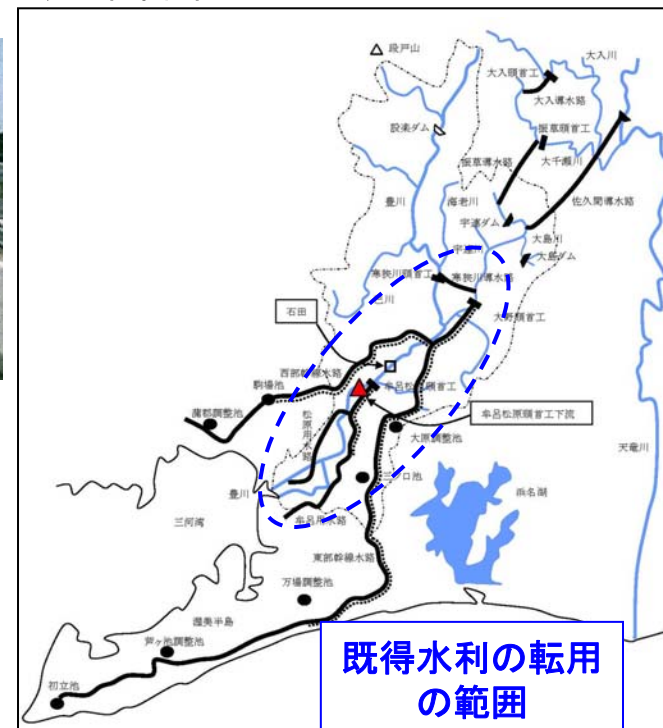 段戸山
大入川
大入頭首工
大入導水路
設楽ダム
振草頭首工
振草導水路
大千瀬川
豊川
海老川
佐久間導水路
宇連ダム
大島川
宇連川
大島ダム
寒狭川頭首工
寒狭川導水路
大野頭首工
石田
西部幹線水路
駒場池
牟呂松原頭首工
蒲郡調整池
松原用水路
牟呂松原頭首工下流
大原調整池
天竜川
三ツ口池
浜名湖
豊川
三河湾
牟呂用水路
東部幹線水路
万場調整池
渥美半島
芦ヶ池調整池
初立池
既得水利の転用
の範囲